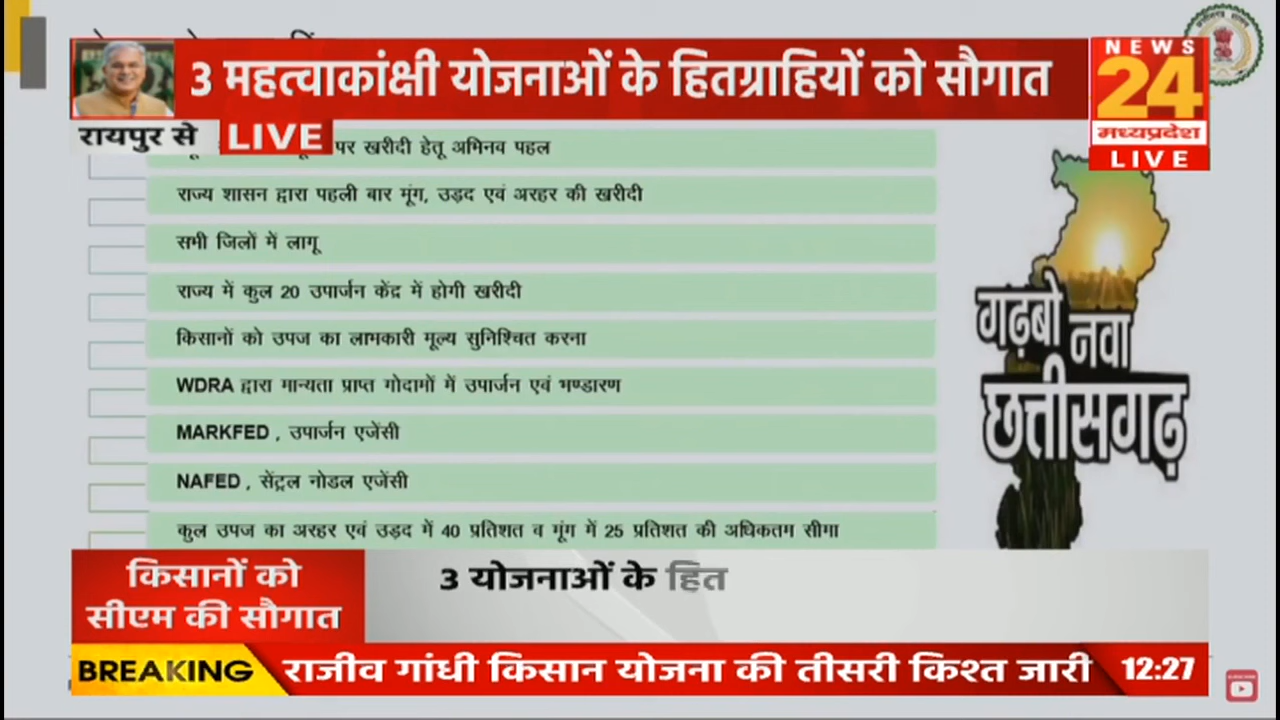 3 महत्वाकांक्षी योजनाओं के हितग्राहियों को सौगात
NEWS
24
मध्यप्रदेश
LIVE
रायपुर से
LIVE
पर खरीदी हेतू अभिनव पहल
राज्य शासन द्वारा पहली बार मूंग, उड़द एवं अरहर की खरीदी
सभी जिलों में लागू
राज्य में कुल 20 उपार्जन केंद्र में होगी खरीदी
किसानों को उपज का लाभकारी मूल्य सुनिश्चित करना
WDRA द्वारा मान्यता प्राप्त गोदामों में उपार्जन एवं भण्डारण
MARKFED , उपार्जन एजेंसी
NAFED , सेंट्रल नोडल एजेंसी
कुल उपज का अरहर एवं उड़द में 40 प्रतिशत व मूंग में 25 प्रतिशत की अधिकतम सीमा
गढ़बो नवा
छत्तीसगढ़
किसानों को
सीएम की सौगात
3 योजनाओं के हित
BREAKING
राजीव गांधी किसान योजना की तीसरी किश्त जारी
12:27